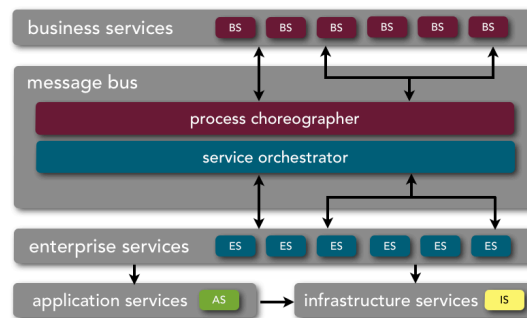 business services BS BS BS BS BS BS
message bus
process choreographer
service orchestrator
enterprise services ES ES ES ES ES ES
application services AS infrastructure services IS